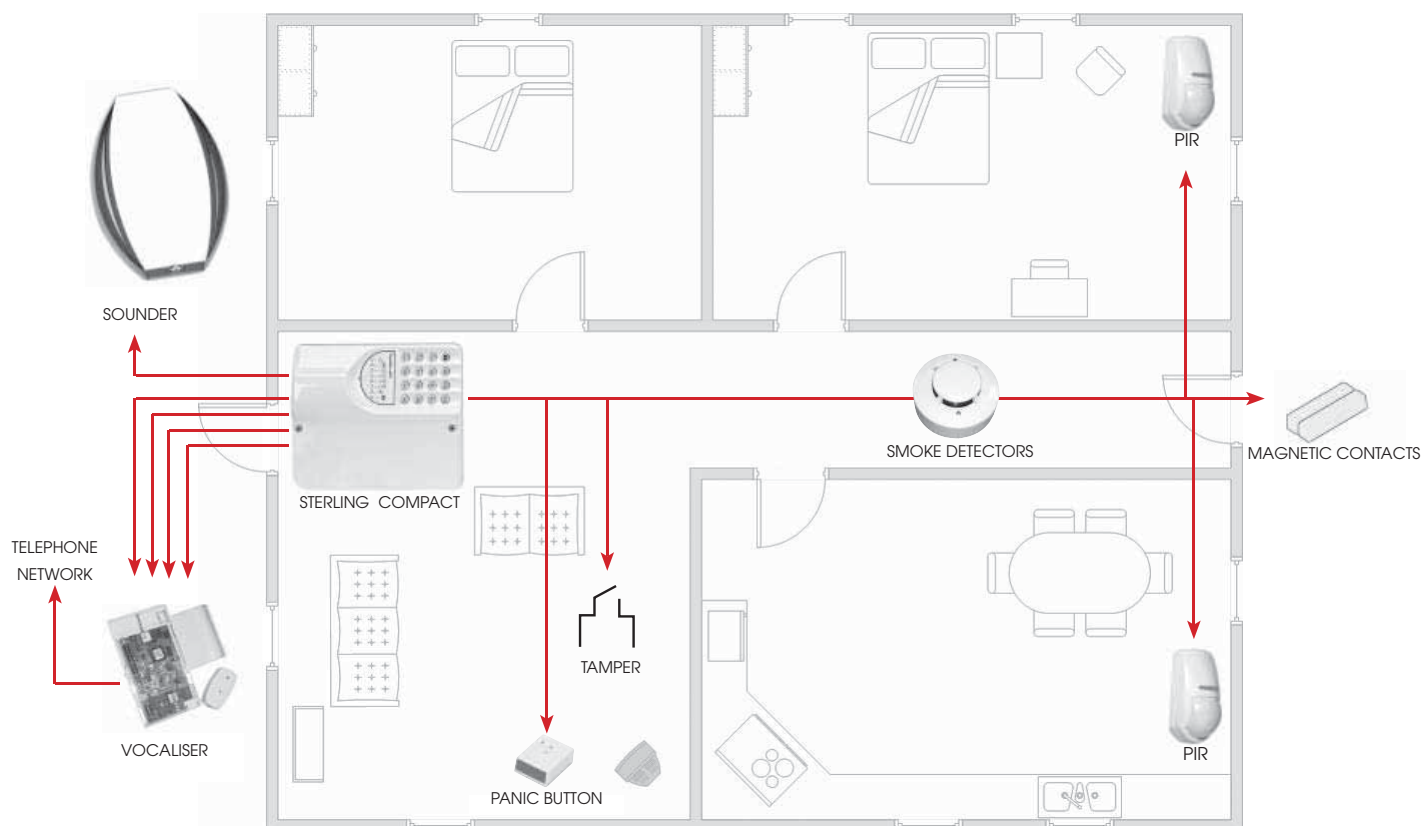 PIR
SOUNDER
SMOKE DETECTORS
MAGNETIC CONTACTS
STERLING  COMPACT
TELEPHONE
NETWORK
TAMPER
VOCALISER
PIR
PANIC BUTTON